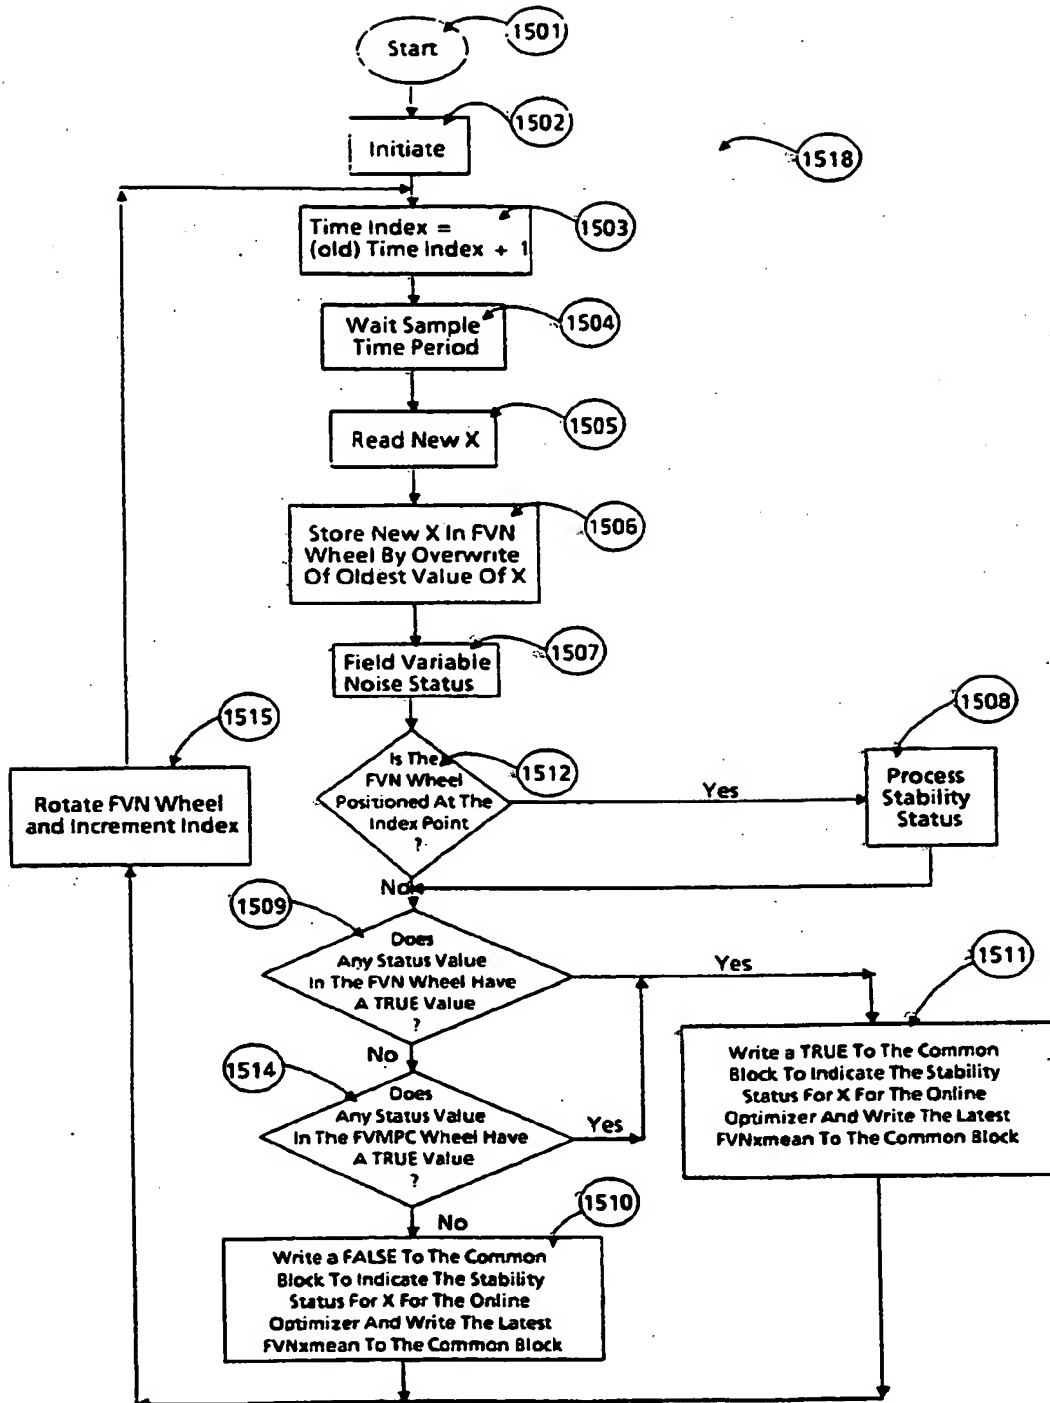 1501
Start
1502
Initiate
1518
1503
Time Index =
(old) Time Index + 1
1504
Wait Sample
Time Period
1505
Read New X
1506
Store New X In FVN
Wheel By Overwrite
Of Oldest Value Of X
1507
Field Variable
Noise Status
1515
Rotate FVN Wheel
and Increment Index
1512
Is The
FVN Wheel
Positioned At The
Index Point
?
Yes
1508
Process
Stability
Status
No
1509
Does
Any Status Value
In The FVN Wheel Have
A TRUE Value
?
Yes
1511
Write a TRUE To The Common
Block To Indicate The Stability
Status For X For The Online
Optimizer And Write The Latest
FVNxmean To The Common Block
No
1514
Does
Any Status Value
In The FVMPC Wheel Have
A TRUE Value
?
Yes
No
1510
Write a FALSE To The Common
Block To Indicate The Stability
Status For X For The Online
Optimizer And Write The Latest
FVNxmean To The Common Block